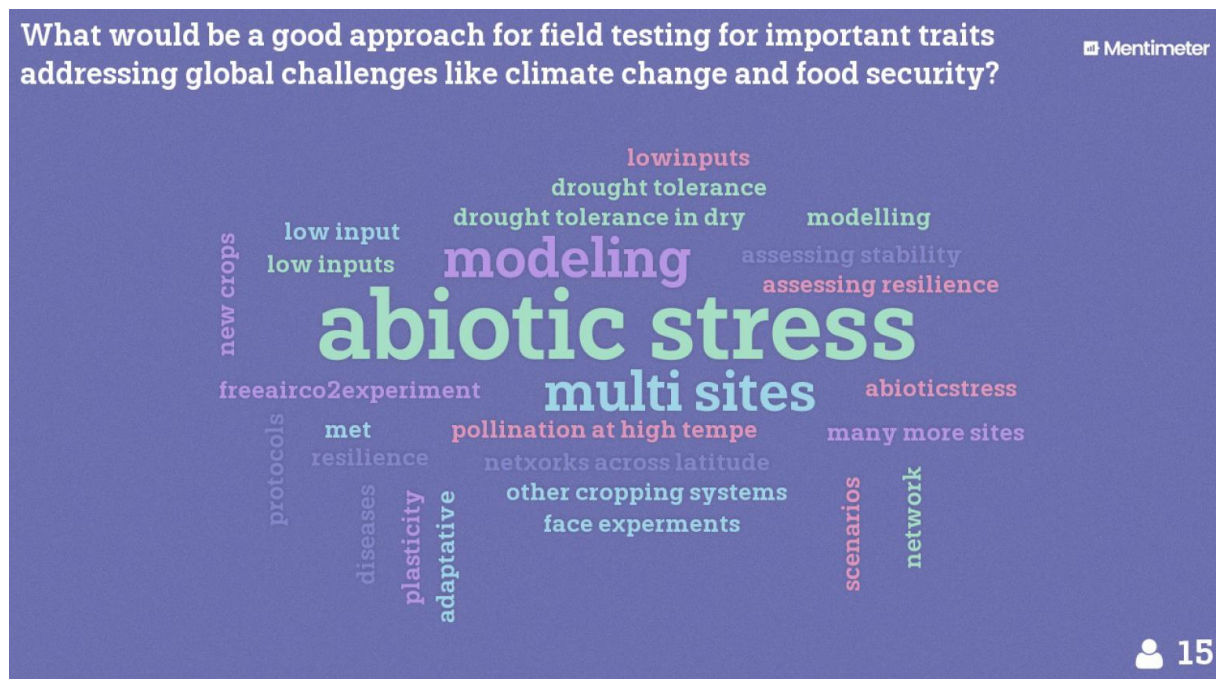 What would be a good approach for field testing for important traits
addressing global challenges like climate change and food security?
Mentimeter
lowinputs
drought tolerance
drought tolerance in dry
modelling
low input
low inputs
new crops
modeling
assessing stability
assessing resilience
abiotic stress
freeairco2experiment
multi sites
abioticstress
protocols
met
pollination at high tempe
many more sites
resilience
netxorks across latitude
diseases
plasticity
adaptative
other cropping systems
face experments
scenarios
network
15